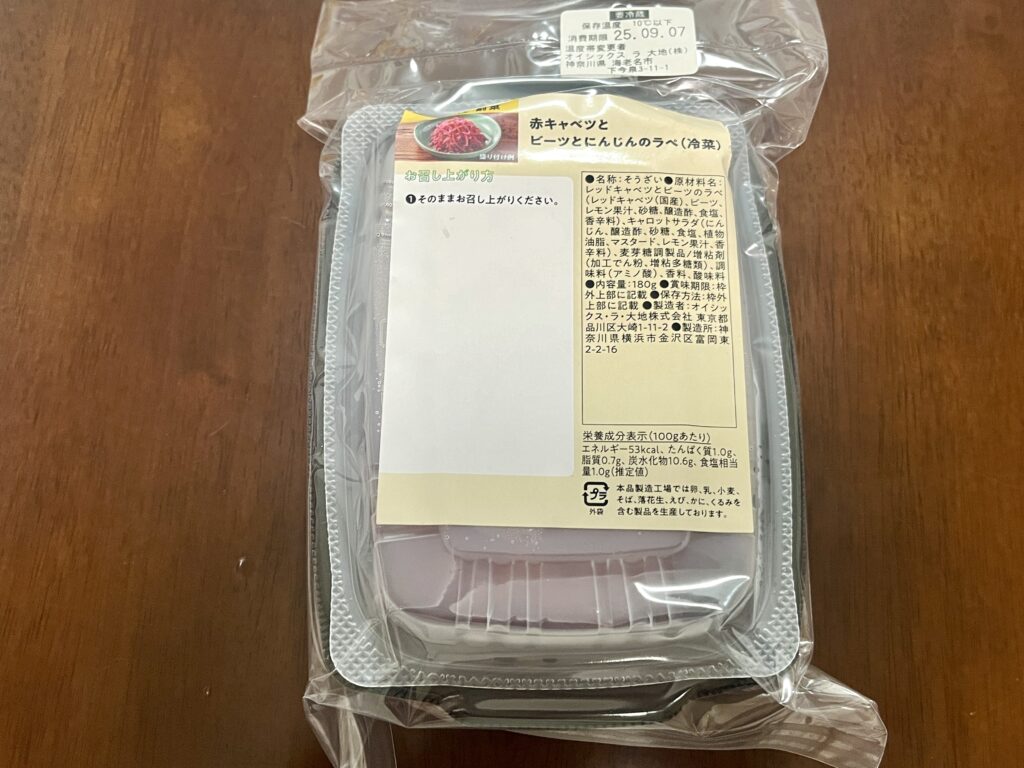 要冷蔵
保存温度 10℃以下
消費期限 25.09.07
温度帯変更者
オイシックス ラ 大地(株)
神奈川県 海老名市
下今泉3-11-1
副菜
盛り付け例
赤キャベツと
ビーツとにんじんのラペ(冷菜)
お召し上がり方
❶そのままお召し上がりください。
●名称:そうざい●原材料名:
レッドキャベツとビーツのラペ
(レッドキャベツ(国産)、ビーツ、
レモン果汁、砂糖、醸造酢、食塩、
香辛料)、キャロットサラダ(にん
じん、醸造酢、砂糖、食塩、植物
油脂、マスタード、レモン果汁、香
辛料)、麦芽糖調製品/増粘剤
(加工でん粉、増粘多糖類)、調
味料(アミノ酸)、香料、酸味料
●内容量:180g ●賞味期限:枠
外上部に記載 ●保存方法:枠外
上部に記載 ●製造者:オイシッ
クス・ラ・大地株式会社 東京都
品川区大崎1-11-2 ●製造所:神
奈川県横浜市金沢区富岡東
2-2-16
栄養成分表示(100gあたり)
エネルギー53kcal、たんぱく質1.0g、
脂質0.7g、炭水化物10.6g、食塩相当
量1.0g(推定値)
プラ
外袋
本品製造工場では卵、乳、小麦、
そば、落花生、えび、かに、くるみを
含む製品を生産しております。